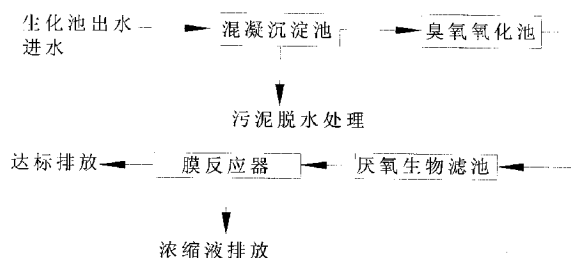 生化池出水
进水
混凝沉淀池
臭氧氧化池
污泥脱水处理
达标排放
膜反应器
厌氧生物滤池
浓缩液排放